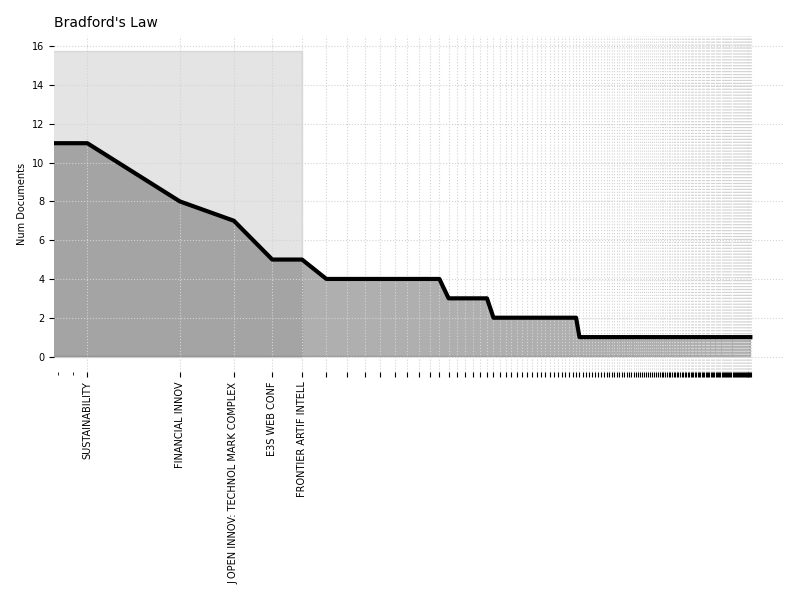 Bradford's Law
16
14
12
10
8
6
4
2
0
Num Documents
SUSTAINABILITY
FINANCIAL INNOV
J OPEN INNOV: TECHNOL MARK COMPLEX
E3S WEB CONF
FRONTIER ARTIF INTELL